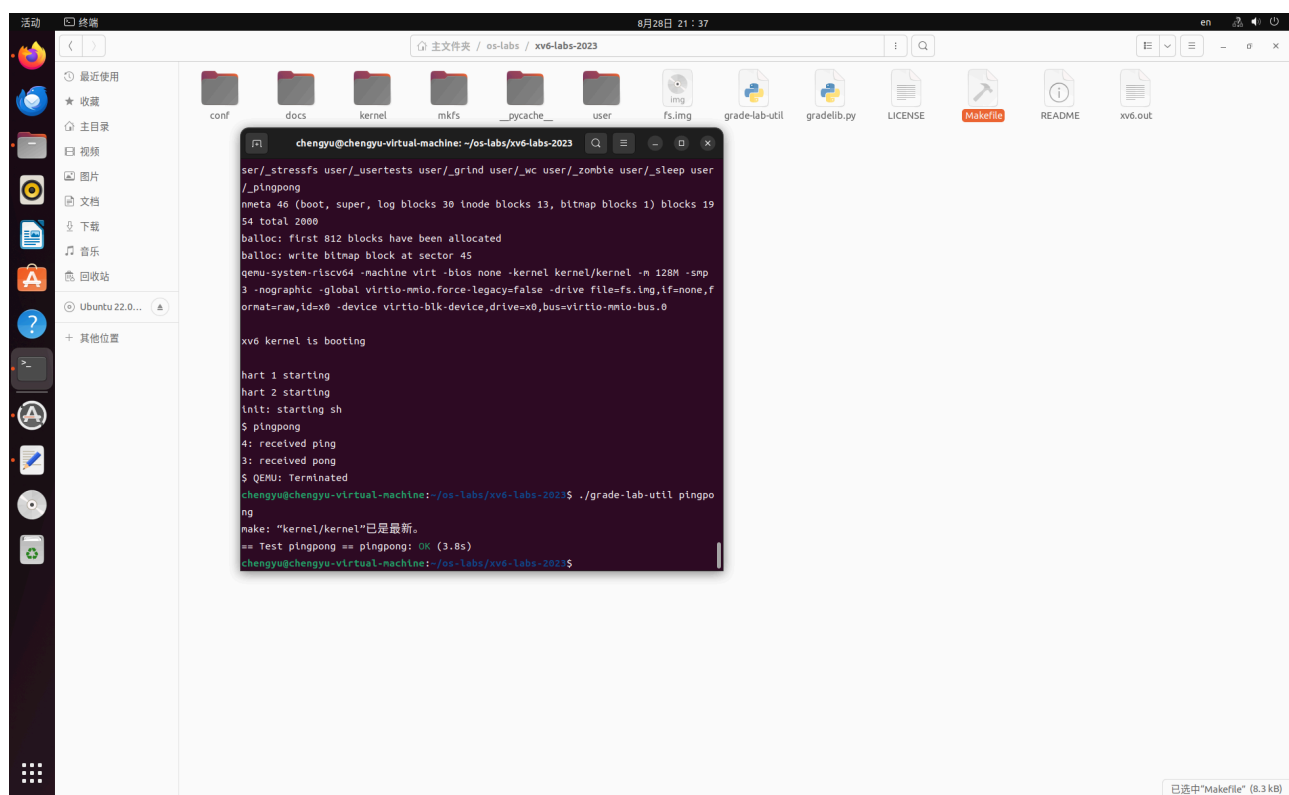 活动
终端
8月28日 21：37
en
主文件夹 / os-labs / xv6-labs-2023
最近使用
收藏
主目录
视频
图片
文档
下载
音乐
回收站
Ubuntu 22.0...
其他位置
conf
docs
kernel
mkfs
__pycache__
user
img
fs.img
grade-lab-util
gradelib.py
LICENSE
Makefile
README
xv6.out
chengyu@chengyu-virtual-machine: ~/os-labs/xv6-labs-2023
ser/_stressfs user/_usertests user/_grind user/_wc user/_zombie user/_sleep user
/_pingpong
nmeta 46 (boot, super, log blocks 30 inode blocks 13, bitmap blocks 1) blocks 19
54 total 2000
balloc: first 812 blocks have been allocated
balloc: write bitmap block at sector 45
qemu-system-riscv64 -machine virt -bios none -kernel kernel/kernel -m 128M -smp
3 -nographic -global virtio-mmio.force-legacy=false -drive file=fs.img,if=none,f
ormat=raw,id=x0 -device virtio-blk-device,drive=x0,bus=virtio-mmio-bus.0
xv6 kernel is booting
hart 1 starting
hart 2 starting
init: starting sh
$ pingpong
4: received ping
3: received pong
$ QEMU: Terminated
chengyu@chengyu-virtual-machine:~/os-labs/xv6-labs-2023$ ./grade-lab-util pingpo
ng
make: “kernel/kernel”已是最新。
== Test pingpong == pingpong: OK (3.8s)
chengyu@chengyu-virtual-machine:~/os-labs/xv6-labs-2023$
已选中"Makefile" (8.3 kB)